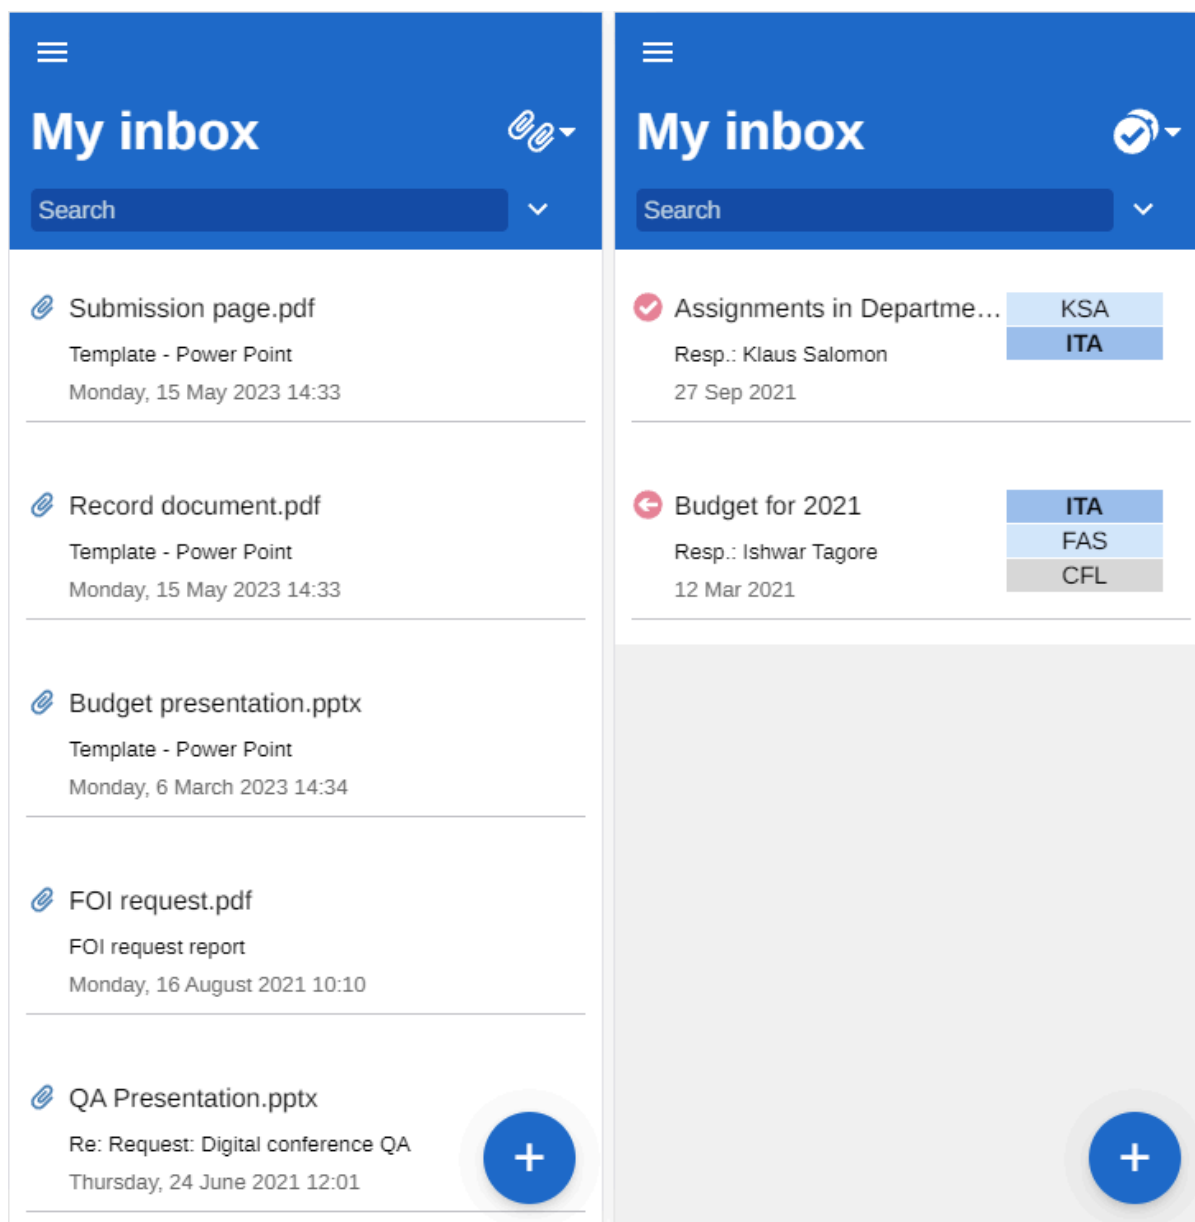 My inbox
Search
Submission page.pdf
Template - Power Point
Monday, 15 May 2023 14:33
Record document.pdf
Template - Power Point
Monday, 15 May 2023 14:33
Budget presentation.pptx
Template - Power Point
Monday, 6 March 2023 14:34
FOI request.pdf
FOI request report
Monday, 16 August 2021 10:10
QA Presentation.pptx
Re: Request: Digital conference QA
Thursday, 24 June 2021 12:01
My inbox
Search
Assignments in Departme...
KSA
ITA
Resp.: Klaus Salomon
27 Sep 2021
Budget for 2021
ITA
FAS
CFL
Resp.: Ishwar Tagore
12 Mar 2021